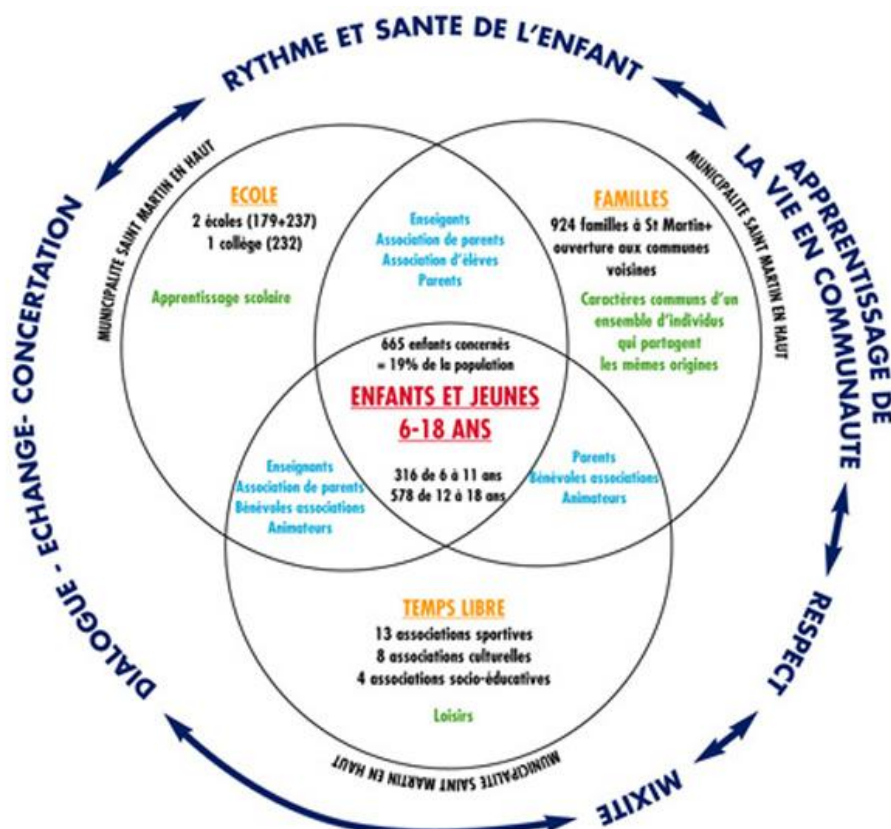 RYTHME ET SANTE DE L'ENFANT
APPRRENTISSAGE DE
LA VIE EN COMMUNAUTE
RESPECT
MIXITE
DIALOGUE - ECHANGE- CONCERTATION
MUNICIPALITE SAINT MARTIN EN HAUT
ECOLE
2 écoles (179+237)
1 collège (232)
Apprentissage scolaire
Enseigants
Association de parents
Association d'élèves
Parents
MUNICIPALITE SAINT MARTIN EN HAUT
FAMILLES
924 familles à St Martin+
ouverture aux communes
voisines
Caractères communs d'un
ensemble d'individus
qui partagent
les mêmes origines
665 enfants concernés
= 19% de la population
ENFANTS ET JEUNES
6-18 ANS
316 de 6 à 11 ans
578 de 12 à 18 ans
Enseignants
Association de parents
Bénévoles associations
Animateurs
Parents
Bénévoles associations
Animateurs
TEMPS LIBRE
13 associations sportives
8 associations culturelles
4 associations socio-éducatives
Loisirs
MUNICIPALITE SAINT MARTIN EN HAUT